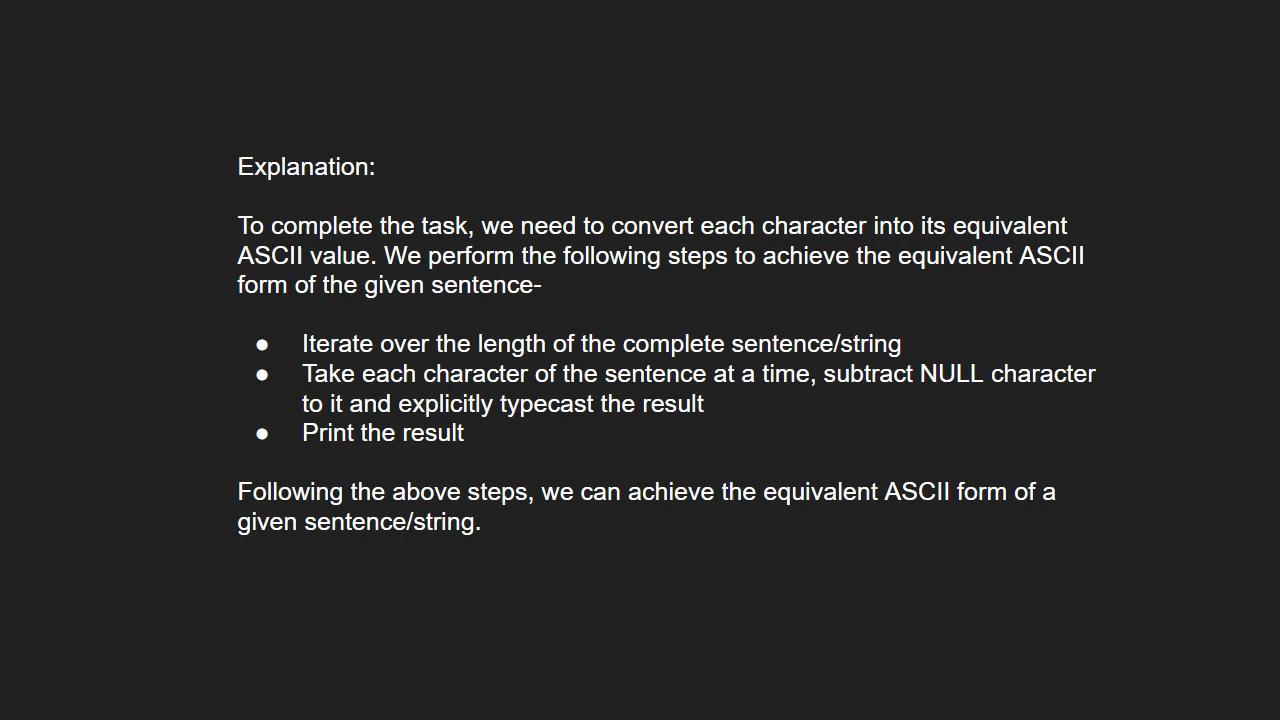 Explanation:
To complete the task, we need to convert each character into its equivalent
ASCII value. We perform the following steps to achieve the equivalent ASCII
form of the given sentence-
● Iterate over the length of the complete sentence/string
● Take each character of the sentence at a time, subtract NULL character
to it and explicitly typecast the result
● Print the result
Following the above steps, we can achieve the equivalent ASCII form of a
given sentence/string.